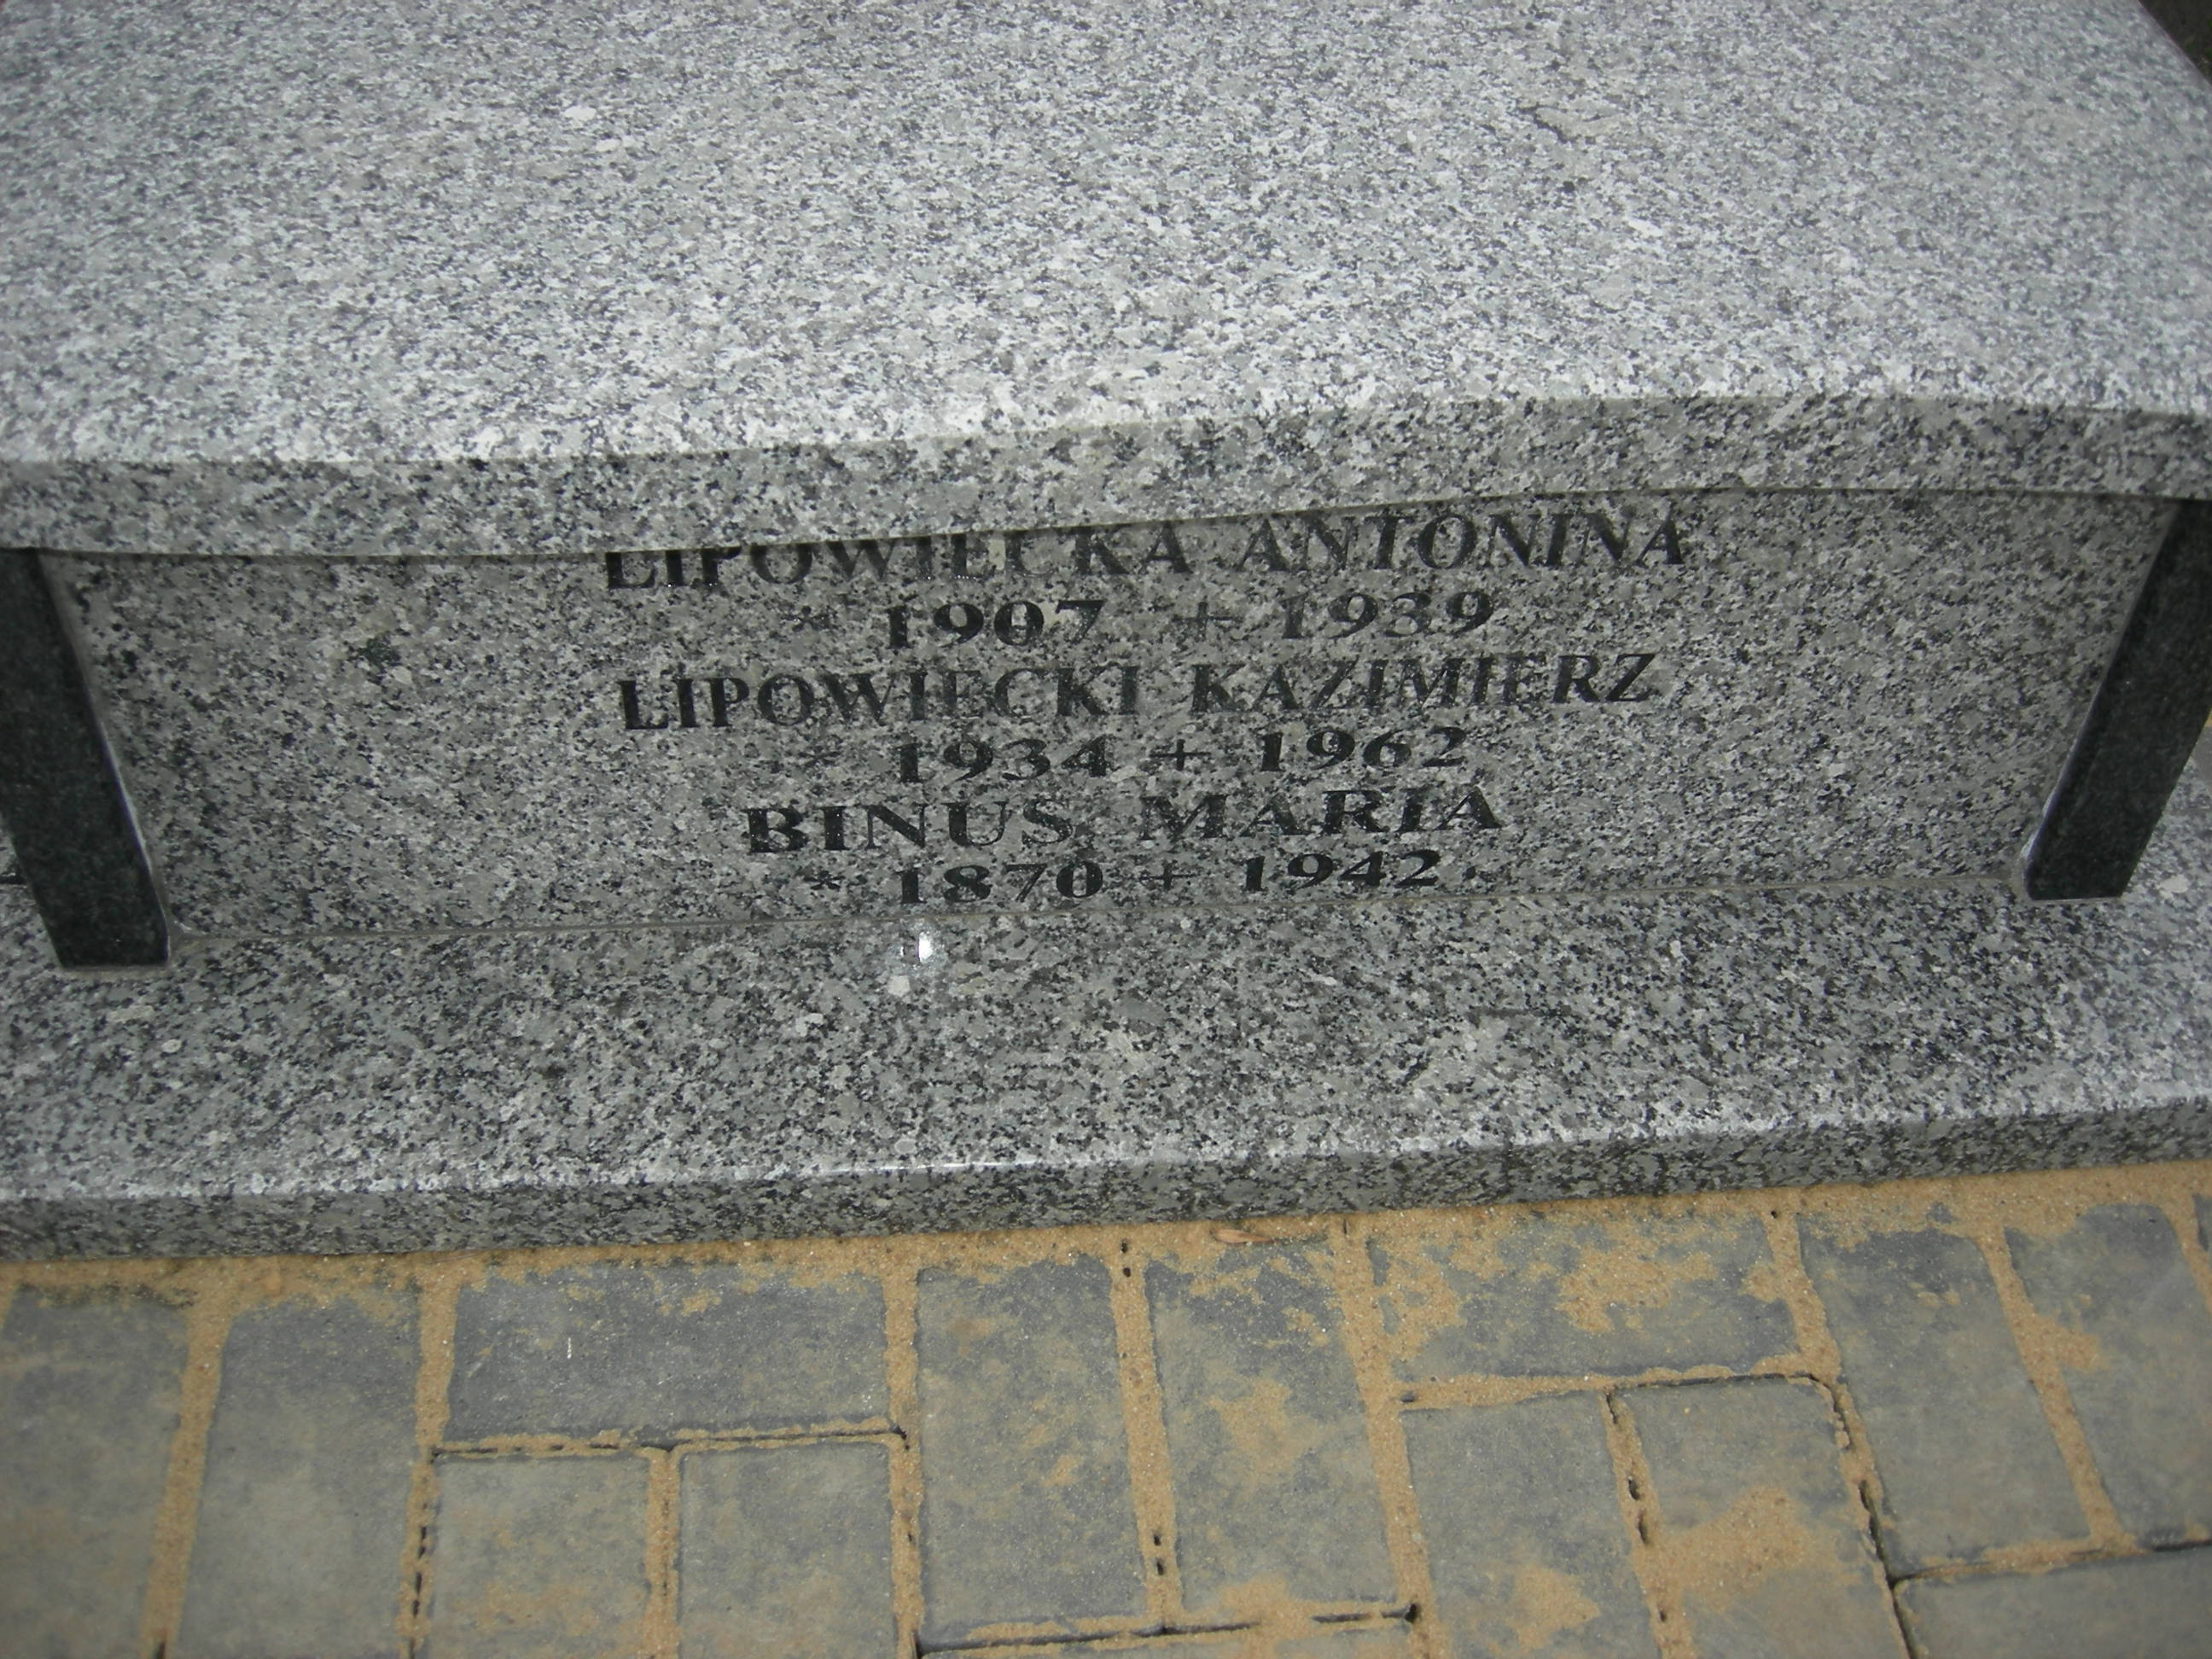 LIPOWIECKA ANTONINA
* 1907 + 1939
LIPOWIECKI KAZIMIERZ
* 1934 + 1962
BINUS MARIA
* 1870 + 1942